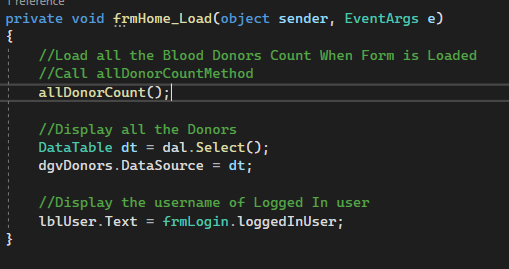 1 reference
private void frmHome_Load(object sender, EventArgs e)
{
//Load all the Blood Donors Count When Form is Loaded
//Call allDonorCountMethod
allDonorCount();
//Display all the Donors
DataTable dt = dal.Select();
dgvDonors.DataSource = dt;
//Display the username of Logged In user
lblUser.Text = frmLogin.loggedInUser;
}